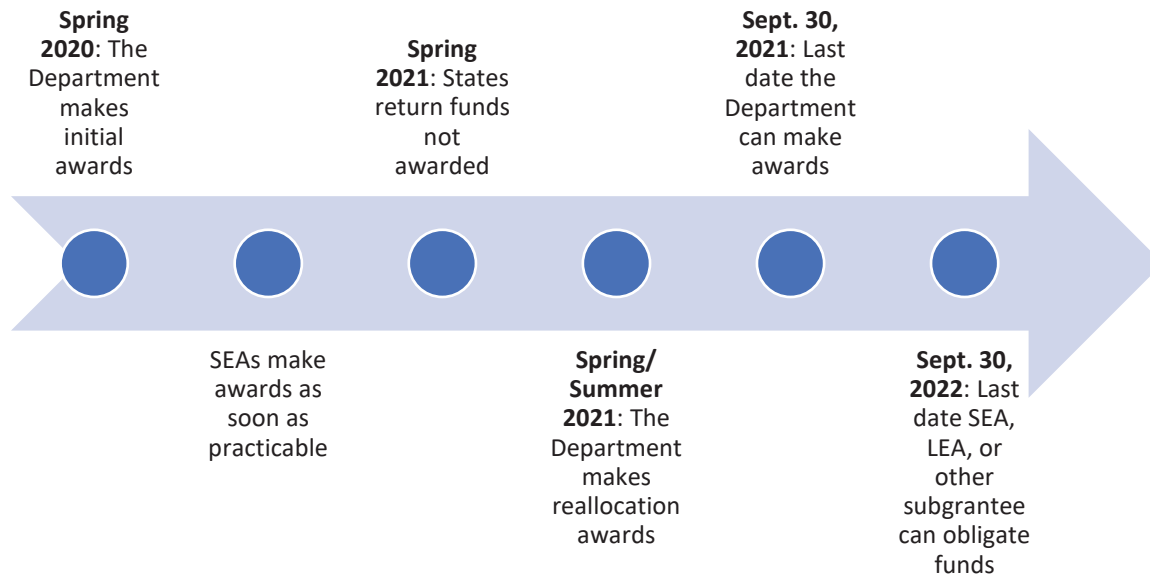 Spring
2020: The
Department
makes
initial
awards
SEAs make
awards as
soon as
practicable
Spring
2021: States
return funds
not
awarded
Spring/
Summer
2021: The
Department
makes
reallocation
awards
Sept. 30,
2021: Last
date the
Department
can make
awards
Sept. 30,
2022: Last
date SEA,
LEA, or
other
subgrantee
can obligate
funds